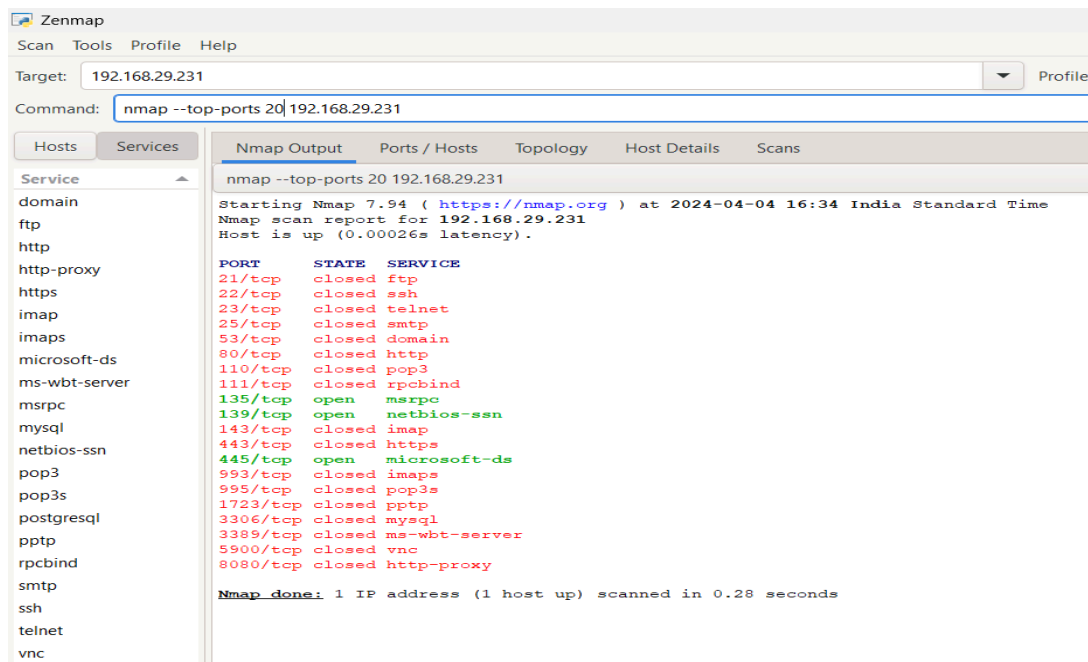 Zenmap
Scan Tools Profile Help
Target: 192.168.29.231 Profile
Command: nmap --top-ports 20 192.168.29.231
Hosts Services
Service
domain
ftp
http
http-proxy
https
imap
imaps
microsoft-ds
ms-wbt-server
msrpc
mysql
netbios-ssn
pop3
pop3s
postgresql
pptp
rpcbind
smtp
ssh
telnet
vnc
Nmap Output Ports / Hosts Topology Host Details Scans
nmap --top-ports 20 192.168.29.231
Starting Nmap 7.94 ( https://nmap.org ) at 2024-04-04 16:34 India Standard Time
Nmap scan report for 192.168.29.231
Host is up (0.00026s latency).
PORT STATE SERVICE
21/tcp closed ftp
22/tcp closed ssh
23/tcp closed telnet
25/tcp closed smtp
53/tcp closed domain
80/tcp closed http
110/tcp closed pop3
111/tcp closed rpcbind
135/tcp open msrpc
139/tcp open netbios-ssn
143/tcp closed imap
443/tcp closed https
445/tcp open microsoft-ds
993/tcp closed imaps
995/tcp closed pop3s
1723/tcp closed pptp
3306/tcp closed mysql
3389/tcp closed ms-wbt-server
5900/tcp closed vnc
8080/tcp closed http-proxy
Nmap done: 1 IP address (1 host up) scanned in 0.28 seconds